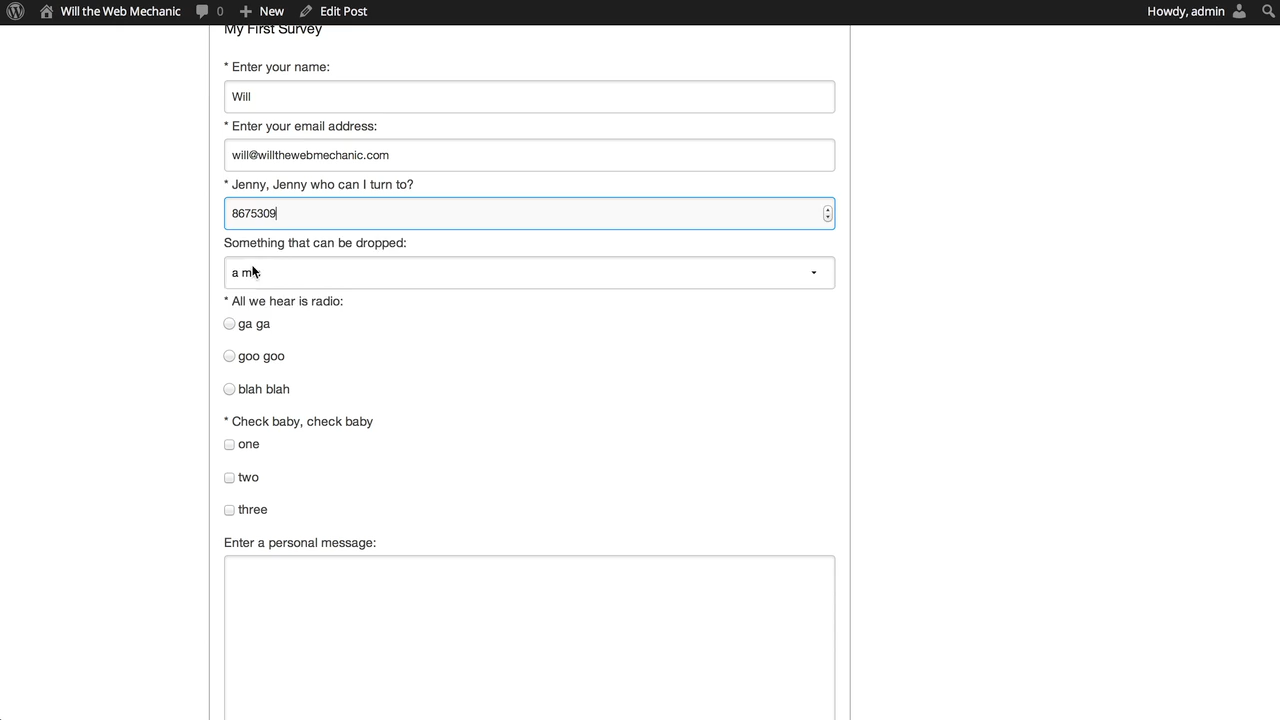 Will the Web Mechanic 0 New Edit Post Howdy, admin
My First Survey
* Enter your name:
Will
* Enter your email address:
will@willthewebmechanic.com
* Jenny, Jenny who can I turn to?
8675309
Something that can be dropped:
a
* All we hear is radio:
ga ga
goo goo
blah blah
* Check baby, check baby
one
two
three
Enter a personal message: